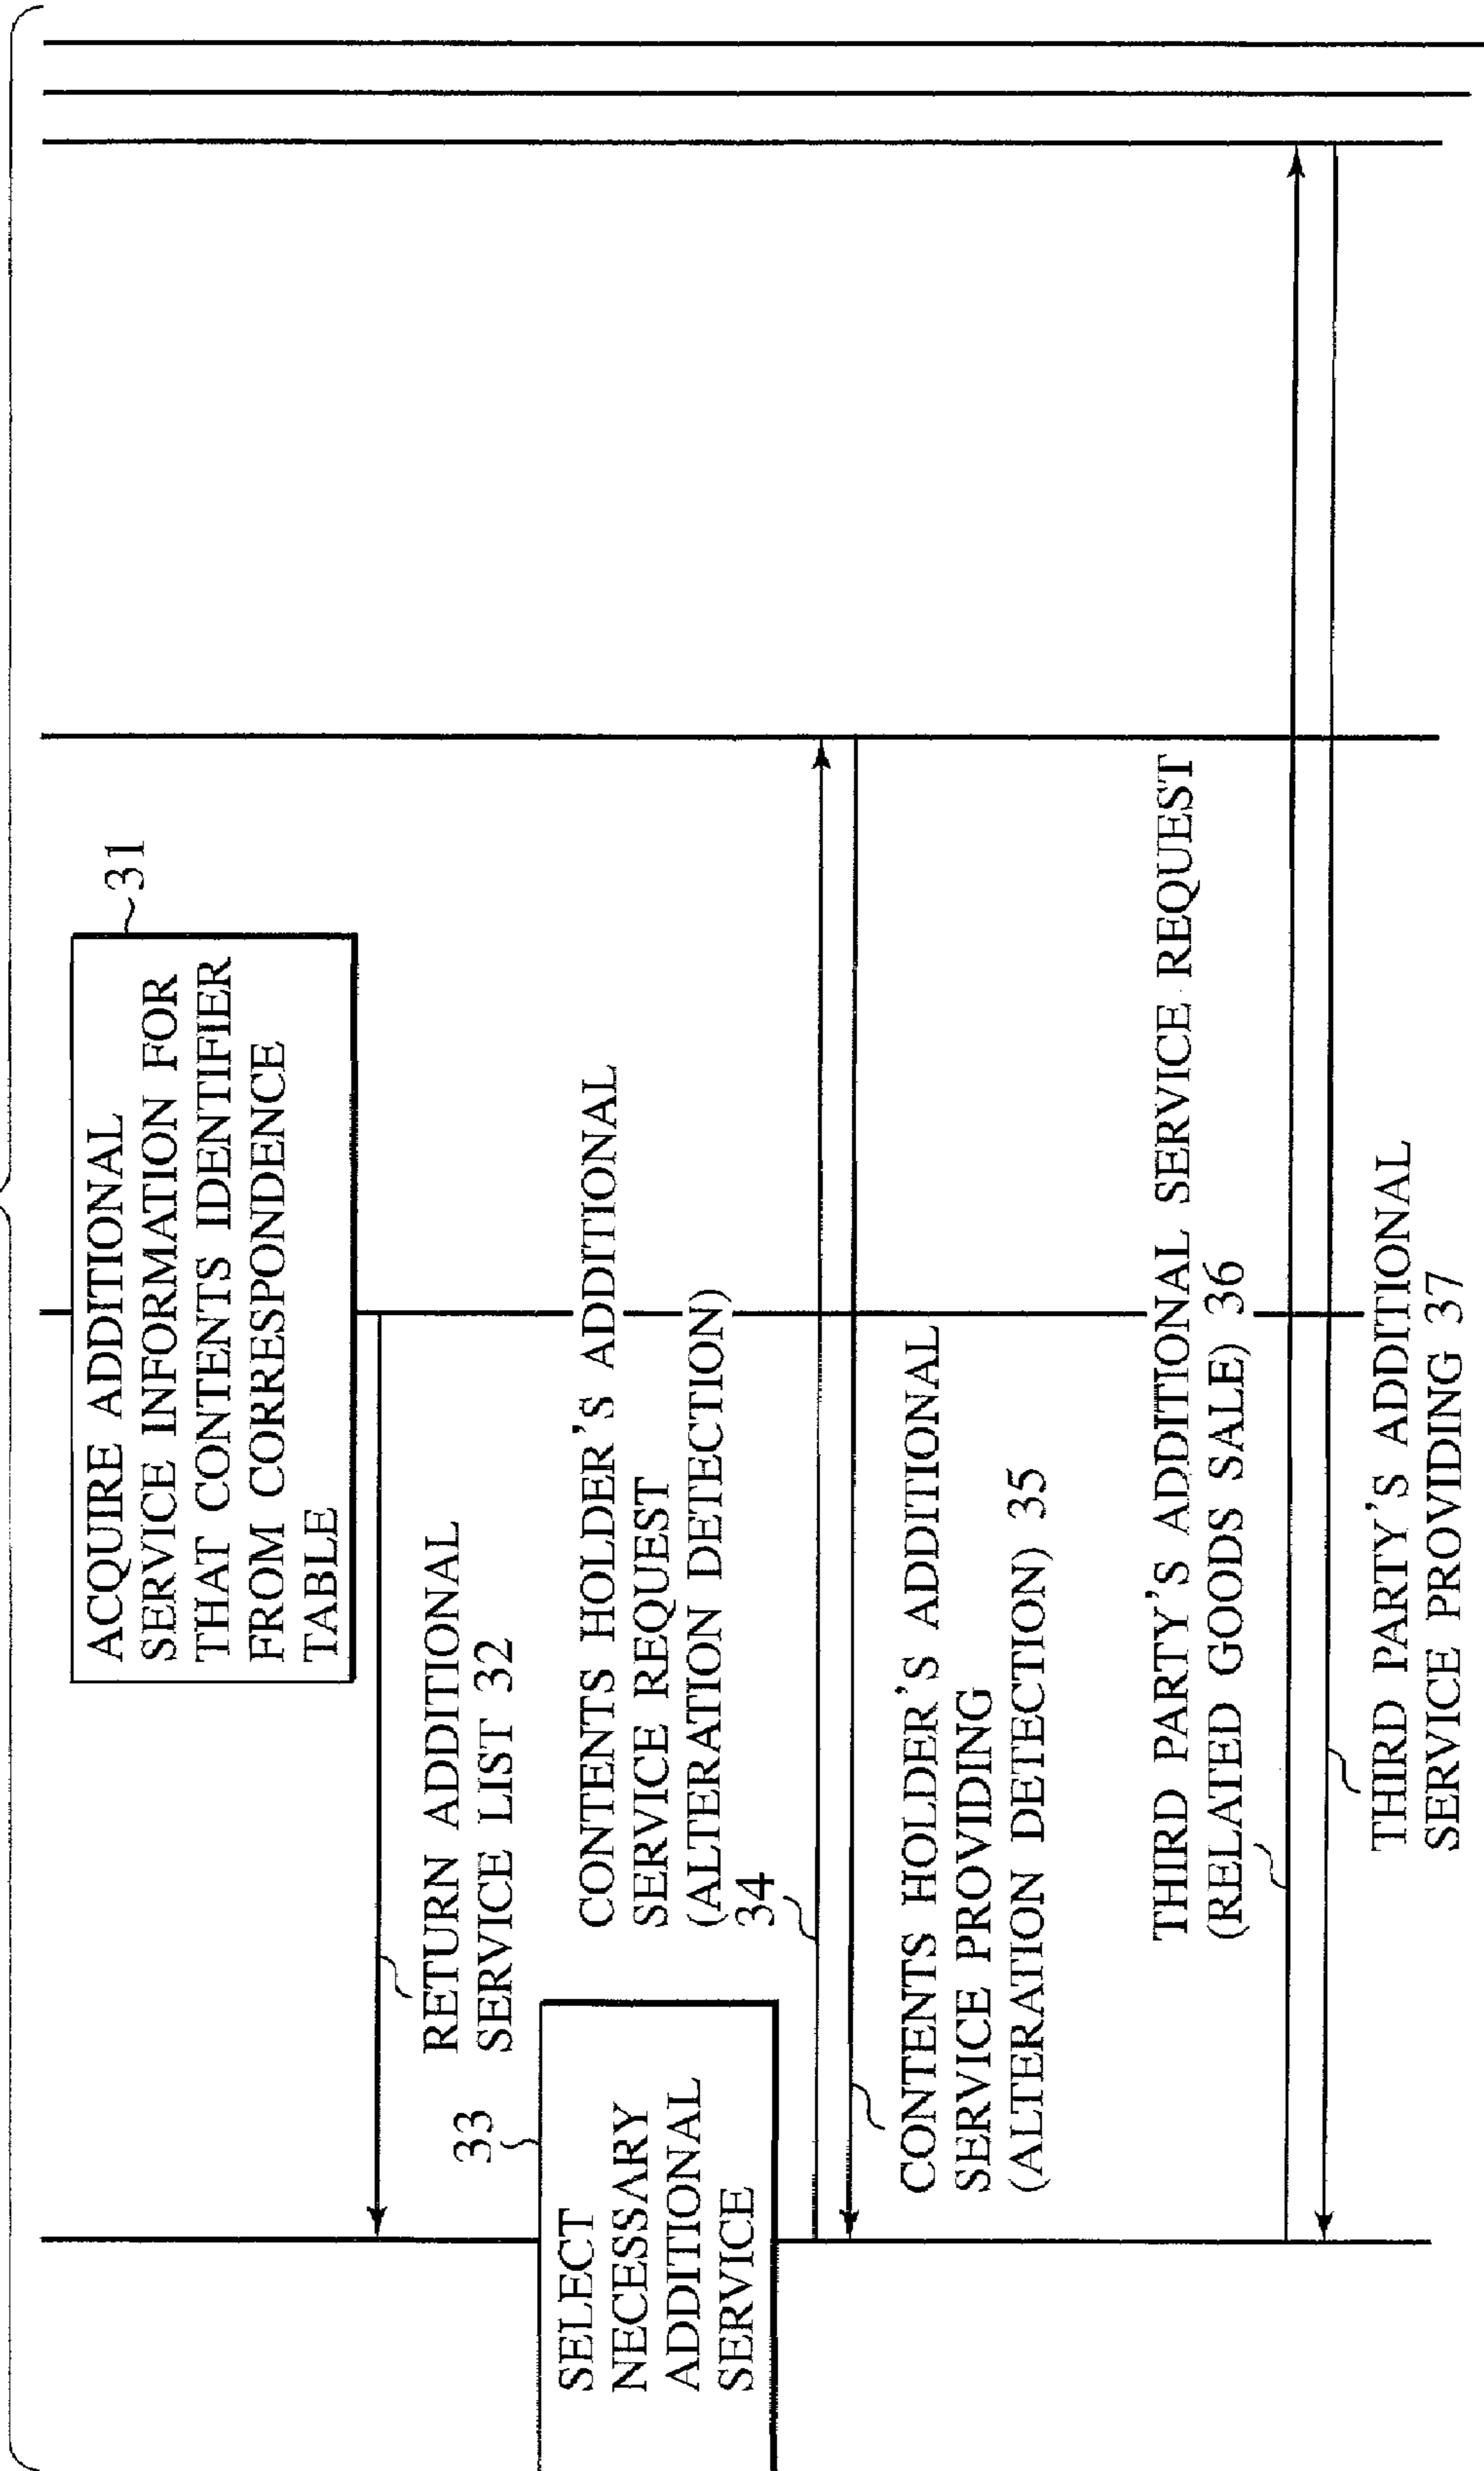 ACQUIRE ADDITIONAL
SERVICE INFORMATION FOR
THAT CONTENTS IDENTIFIER
FROM CORRESPONDENCE
TABLE
31
RETURN ADDITIONAL
SERVICE LIST 32
33
SELECT
NECESSARY
ADDITIONAL
SERVICE
CONTENTS HOLDER'S ADDITIONAL
SERVICE REQUEST
(ALTERATION DETECTION)
34
CONTENTS HOLDER'S ADDITIONAL
SERVICE PROVIDING
(ALTERATION DETECTION) 35
THIRD PARTY'S ADDITIONAL SERVICE REQUEST
(RELATED GOODS SALE) 36
THIRD PARTY'S ADDITIONAL
SERVICE PROVIDING 37